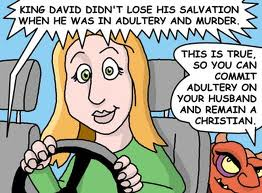 KING DAVID DIDN'T LOSE HIS SALVATION
WHEN HE WAS IN ADULTERY AND MURDER.
THIS IS TRUE,
SO YOU CAN
COMMIT
ADULTERY ON
YOUR HUSBAND
AND REMAIN A
CHRISTIAN.